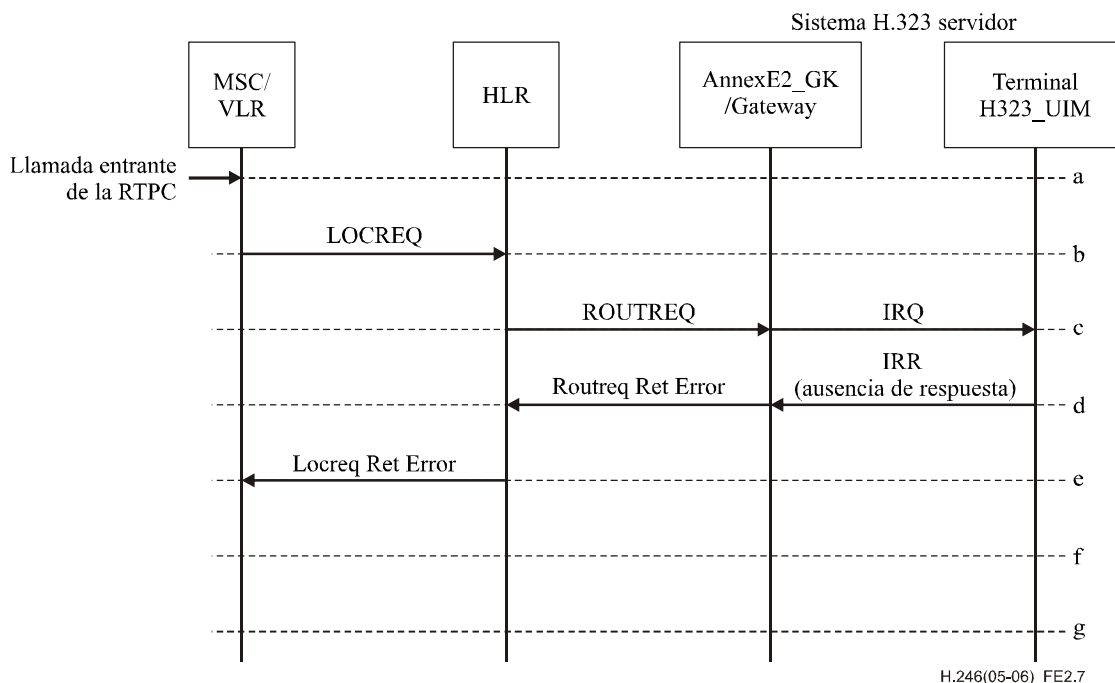 Sistema H.323 servidor
MSC/
VLR
HLR
AnnexE2_GK
/Gateway
Terminal
H323_UIM
Llamada entrante
de la RTPC
a
LOCREQ
b
ROUTREQ
IRQ
c
IRR
(ausencia de respuesta)
Routreq Ret Error
d
Locreq Ret Error
e
f
g
H.246(05-06)_FE2.7